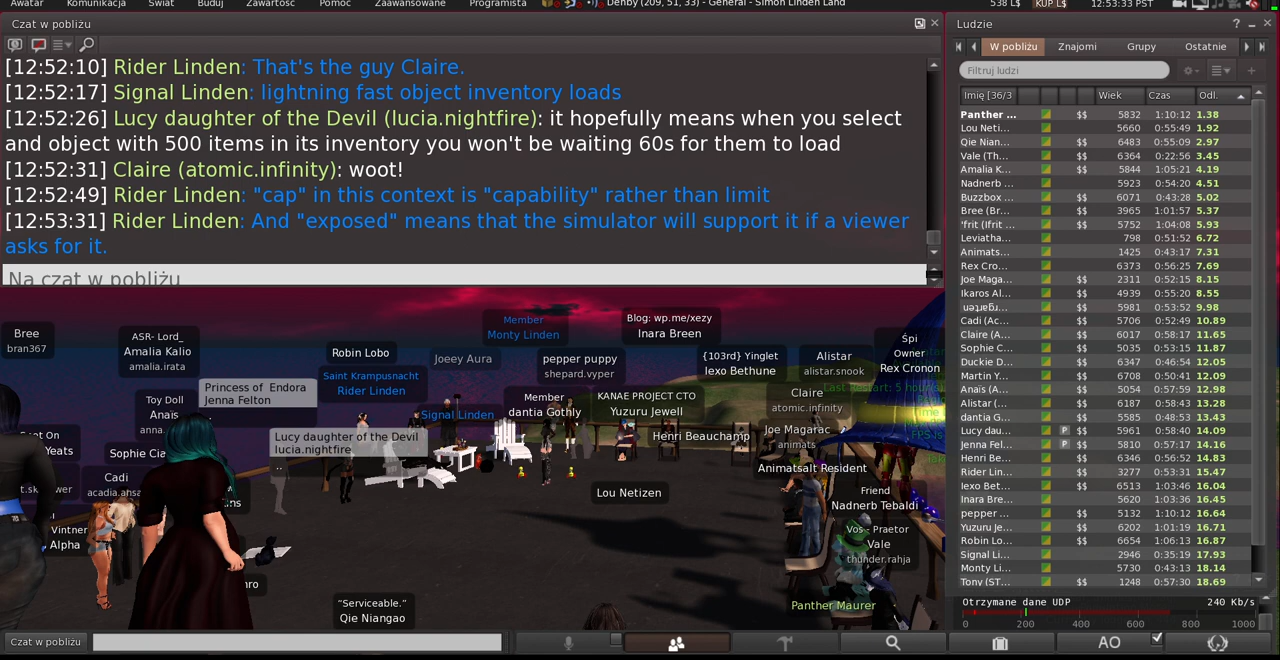 Awatar Komunikacja Świat Buduj Zawartość Pomoc Zaawansowane Programista Denby (209, 51, 33) - General - Simon Linden Land 538 L$ KUP L$ 12:53:33 PST
Czat w pobliżu
[12:52:10] Rider Linden: That's the guy Claire.
[12:52:17] Signal Linden: lightning fast object inventory loads
[12:52:26] Lucy daughter of the Devil (lucia.nightfire): it hopefully means when you select
and object with 500 items in its inventory you won't be waiting 60s for them to load
[12:52:31] Claire (atomic.infinity): woot!
[12:52:49] Rider Linden: "cap" in this context is "capability" rather than limit
[12:53:31] Rider Linden: And "exposed" means that the simulator will support it if a viewer
asks for it.
Na czat w pobliżu
Bree
bran367
ASR- Lord_
Amalia Kalio
amalia.irata
Robin Lobo
Member
Monty Linden
Blog: wp.me/xezy
Inara Breen
Joeey Aura
pepper puppy
shepard.vyper
{103rd} Yinglet
Iexo Bethune
Alistar
alistar.snook
Śpi
Owner
Rex Cronon
Saint Krampusnacht
Rider Linden
Princess of Endora
Jenna Felton
Toy Doll
Anaïs
anna.
Signal Linden
Member
dantia Gothly
KANAE PROJECT CTO
Yuzuru Jewell
Claire
atomic.infinity
Last Restart: 5 hour(s)
Lucy daughter of the Devil
lucia.nightfire
Henri Beauchamp
Joe Magarac
animats
Animatsalt Resident
Yeats
Sophie Cia
Cadi
acadia.
Lou Netizen
Friend
Nadnerb Tebaldi
Vintner
Alpha
Vos - Praetor
Vale
thunder.rahja
Panther Maurer
"Serviceable."
Qie Niangao
Czat w pobliżu
Ludzie
? _ ×
W pobliżu Znajomi Grupy Ostatnie
Filtruj ludzi
Imię [36/3 Wiek Czas Odl.
Panther ... $$ 5832 1:10:12 1.38
Lou Neti... 5660 0:55:49 1.92
Qie Nian... $$ 6483 0:55:09 2.97
Vale (Th... $$ 6364 0:22:56 3.45
Amalia K... $$ 5844 1:05:21 4.19
Nadnerb ... 5923 0:54:20 4.51
Buzzbox ... $$ 6071 0:43:28 5.02
Bree (Br... $$ 3965 1:01:57 5.37
'frit (Ifrit ... $$ 5752 1:04:08 5.93
Leviatha... 798 0:51:52 6.72
Animats... 1425 0:43:17 7.31
Rex Cro... 6373 0:56:25 7.69
Joe Maga... $$ 2311 0:52:15 8.15
Ikaros Al... $$ 4939 0:55:20 8.55
$$ 5981 0:53:52 9.98
Cadi (Ac... $$ 5706 0:52:49 10.89
Claire (A... $$ 6017 0:58:17 11.65
Sophie C... $$ 5035 0:53:15 11.87
Duckie D... $$ 6347 0:46:54 12.05
Martin Y... $$ 6708 0:50:41 12.09
Anaïs (A... $$ 5054 0:57:59 12.98
Alistar (... $$ 6187 0:58:43 13.28
dantia G... $$ 5585 0:48:53 13.43
Lucy dau... P $$ 5961 0:58:40 14.09
Jenna Fel... P $$ 5810 0:57:17 14.16
Henri Be... $$ 6346 0:56:52 14.83
Rider Lin... $$ 3277 0:53:31 15.47
Iexo Bet... $$ 6513 1:03:46 16.04
Inara Bre... 5620 1:03:36 16.45
pepper ... $$ 5132 1:10:12 16.64
Yuzuru Je... $$ 6202 1:01:19 16.71
Robin Lo... $$ 6654 1:06:13 16.87
Signal Li... 2946 0:35:19 17.93
Monty Li... 5730 0:43:13 18.14
Tony (ST... $$ 1248 0:57:30 18.69
Otrzymane dane UDP 240 Kb/s
0 200 400 600 800 1000
AO